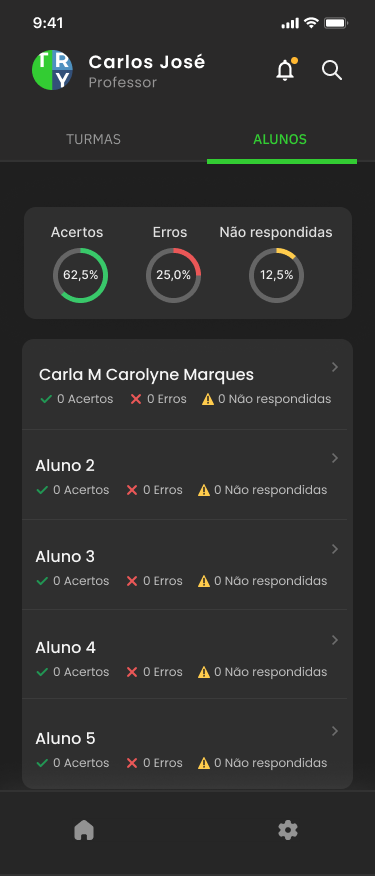 9:41
TRY
Carlos José
Professor
TURMAS ALUNOS
Acertos Erros Não respondidas
62,5% 25,0% 12,5%
Carla M Carolyne Marques
0 Acertos 0 Erros 0 Não respondidas
Aluno 2
0 Acertos 0 Erros 0 Não respondidas
Aluno 3
0 Acertos 0 Erros 0 Não respondidas
Aluno 4
0 Acertos 0 Erros 0 Não respondidas
Aluno 5
0 Acertos 0 Erros 0 Não respondidas